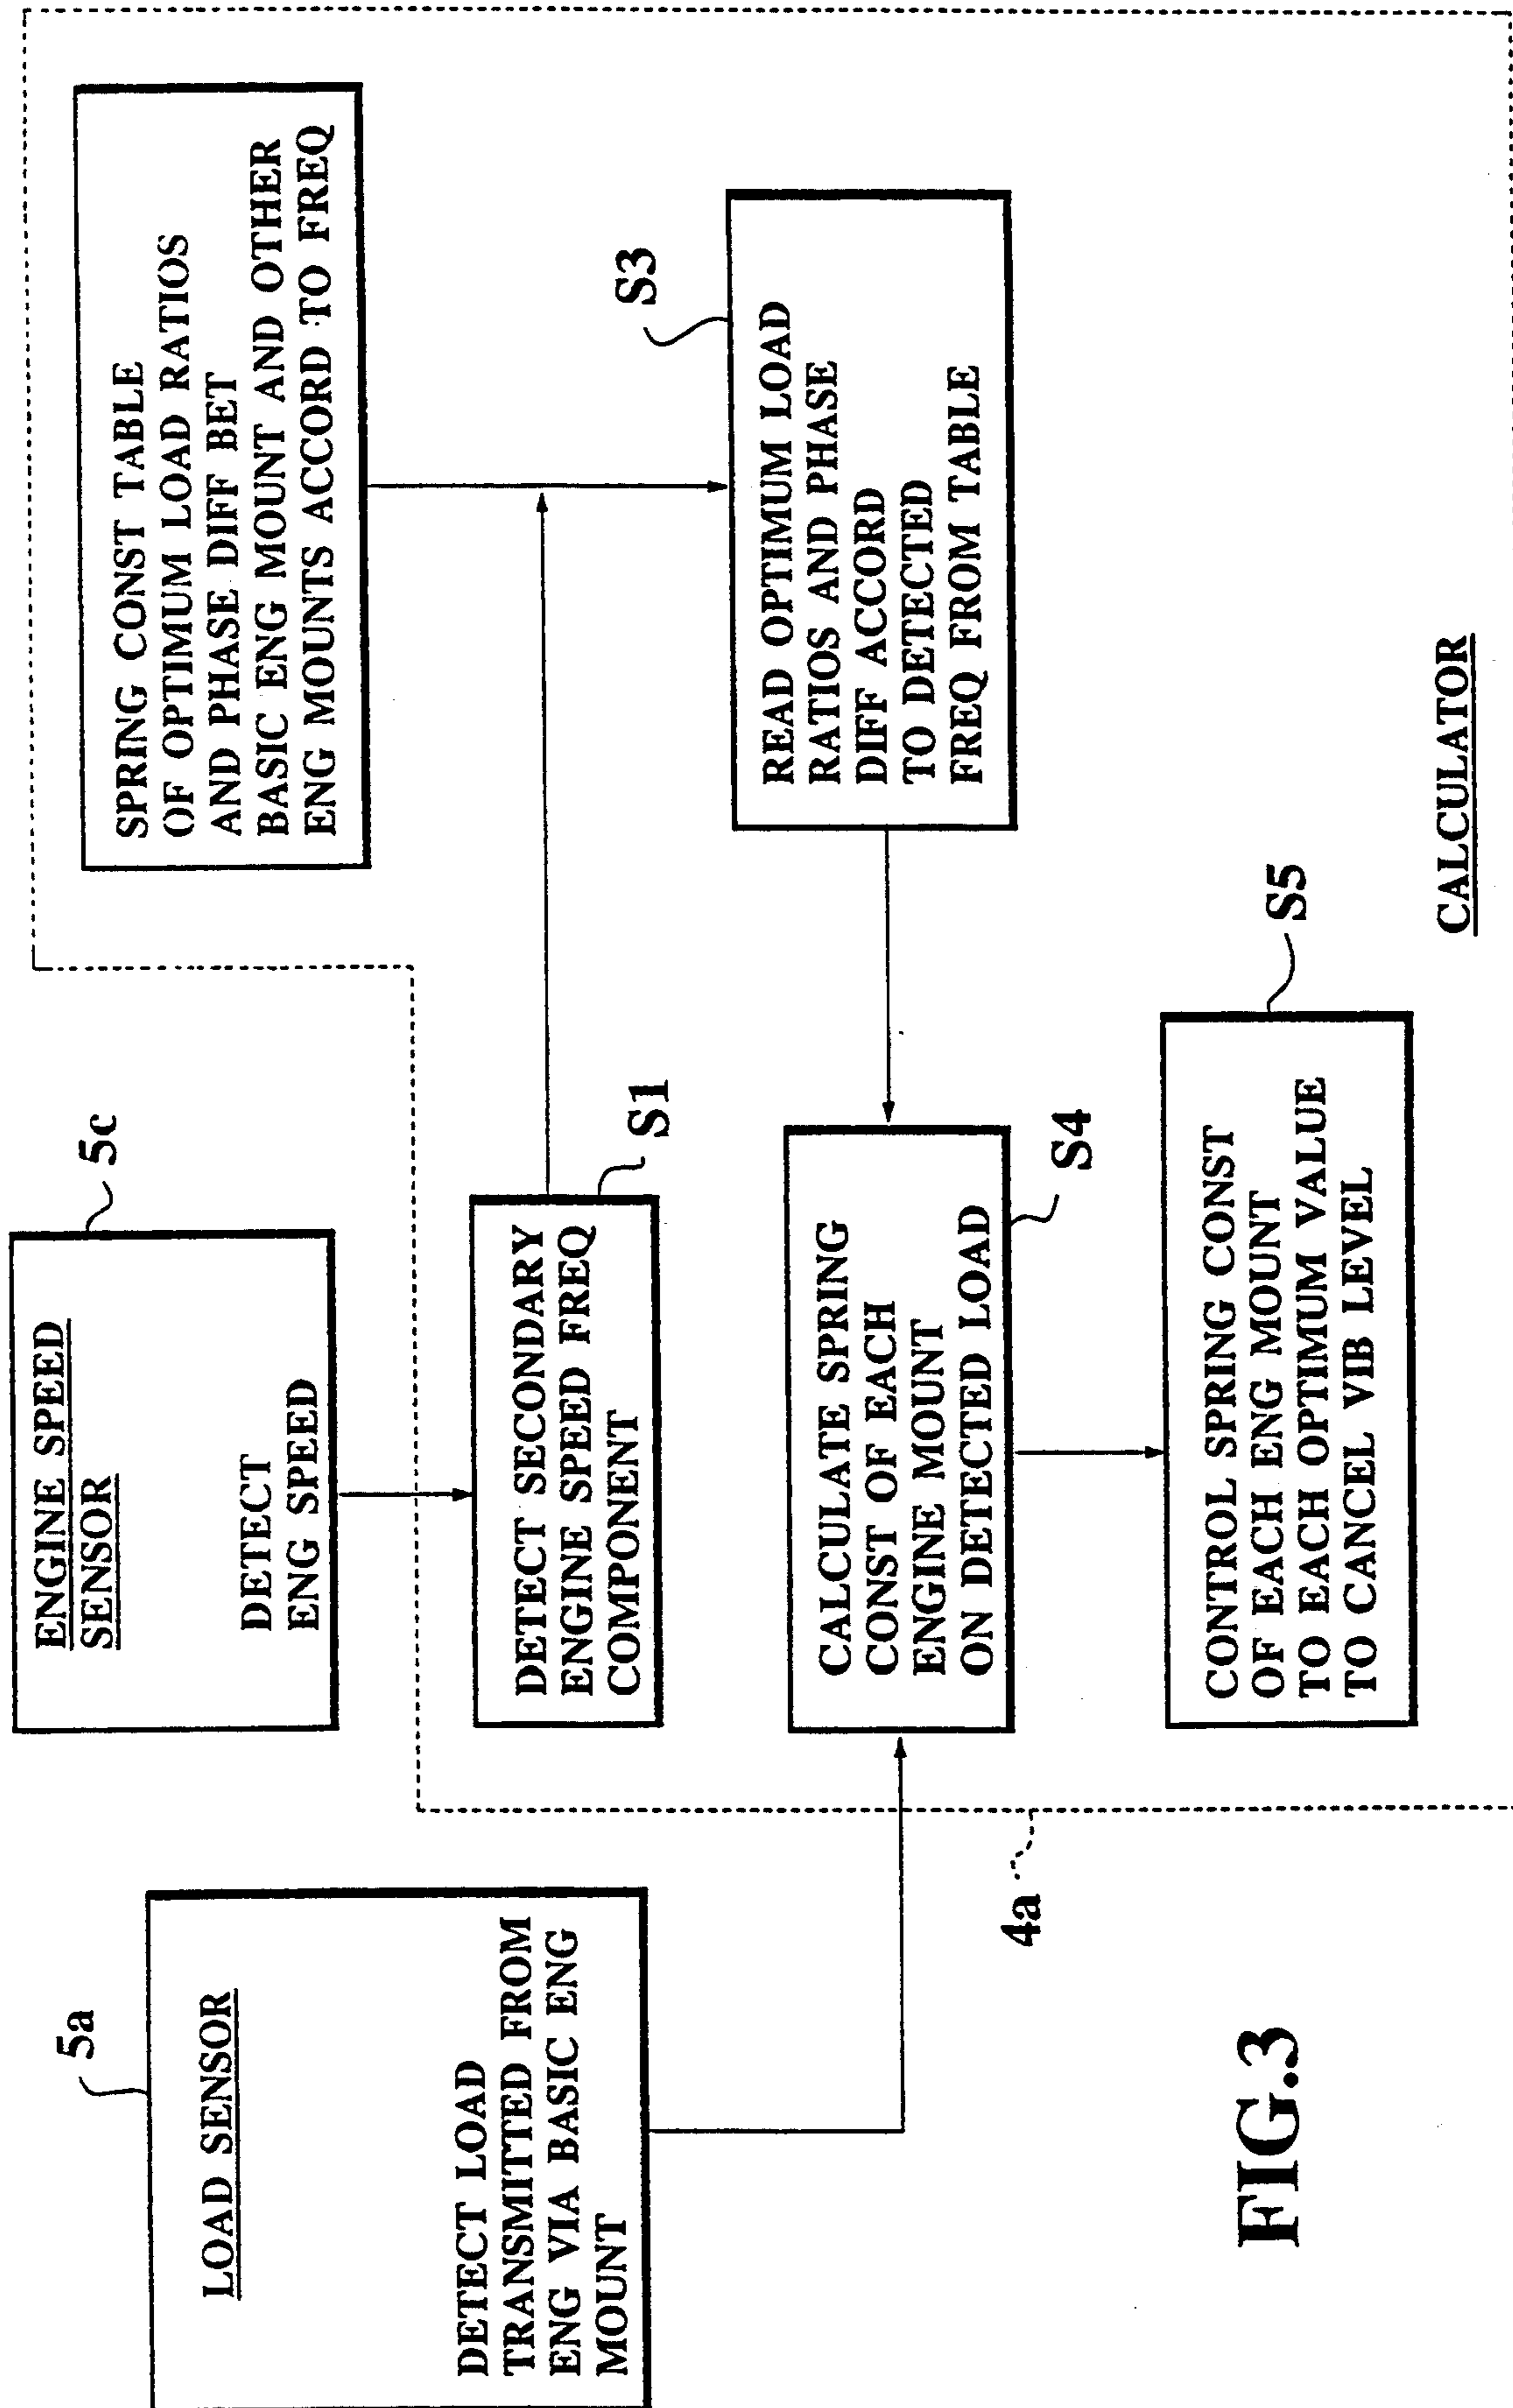 5a
LOAD SENSOR
DETECT LOAD
TRANSMITTED FROM
ENG VIA BASIC ENG
MOUNT
5c
ENGINE SPEED
SENSOR
DETECT
ENG SPEED
SPRING CONST TABLE
OF OPTIMUM LOAD RATIOS
AND PHASE DIFF BET
BASIC ENG MOUNT AND OTHER
ENG MOUNTS ACCORD TO FREQ
DETECT SECONDARY
ENGINE SPEED FREQ
COMPONENT
S1
READ OPTIMUM LOAD
RATIOS AND PHASE
DIFF ACCORD
TO DETECTED
FREQ FROM TABLE
S3
CALCULATE SPRING
CONST OF EACH
ENGINE MOUNT
ON DETECTED LOAD
S4
CONTROL SPRING CONST
OF EACH ENG MOUNT
TO EACH OPTIMUM VALUE
TO CANCEL VIB LEVEL
S5
4a
CALCULATOR
FIG.3